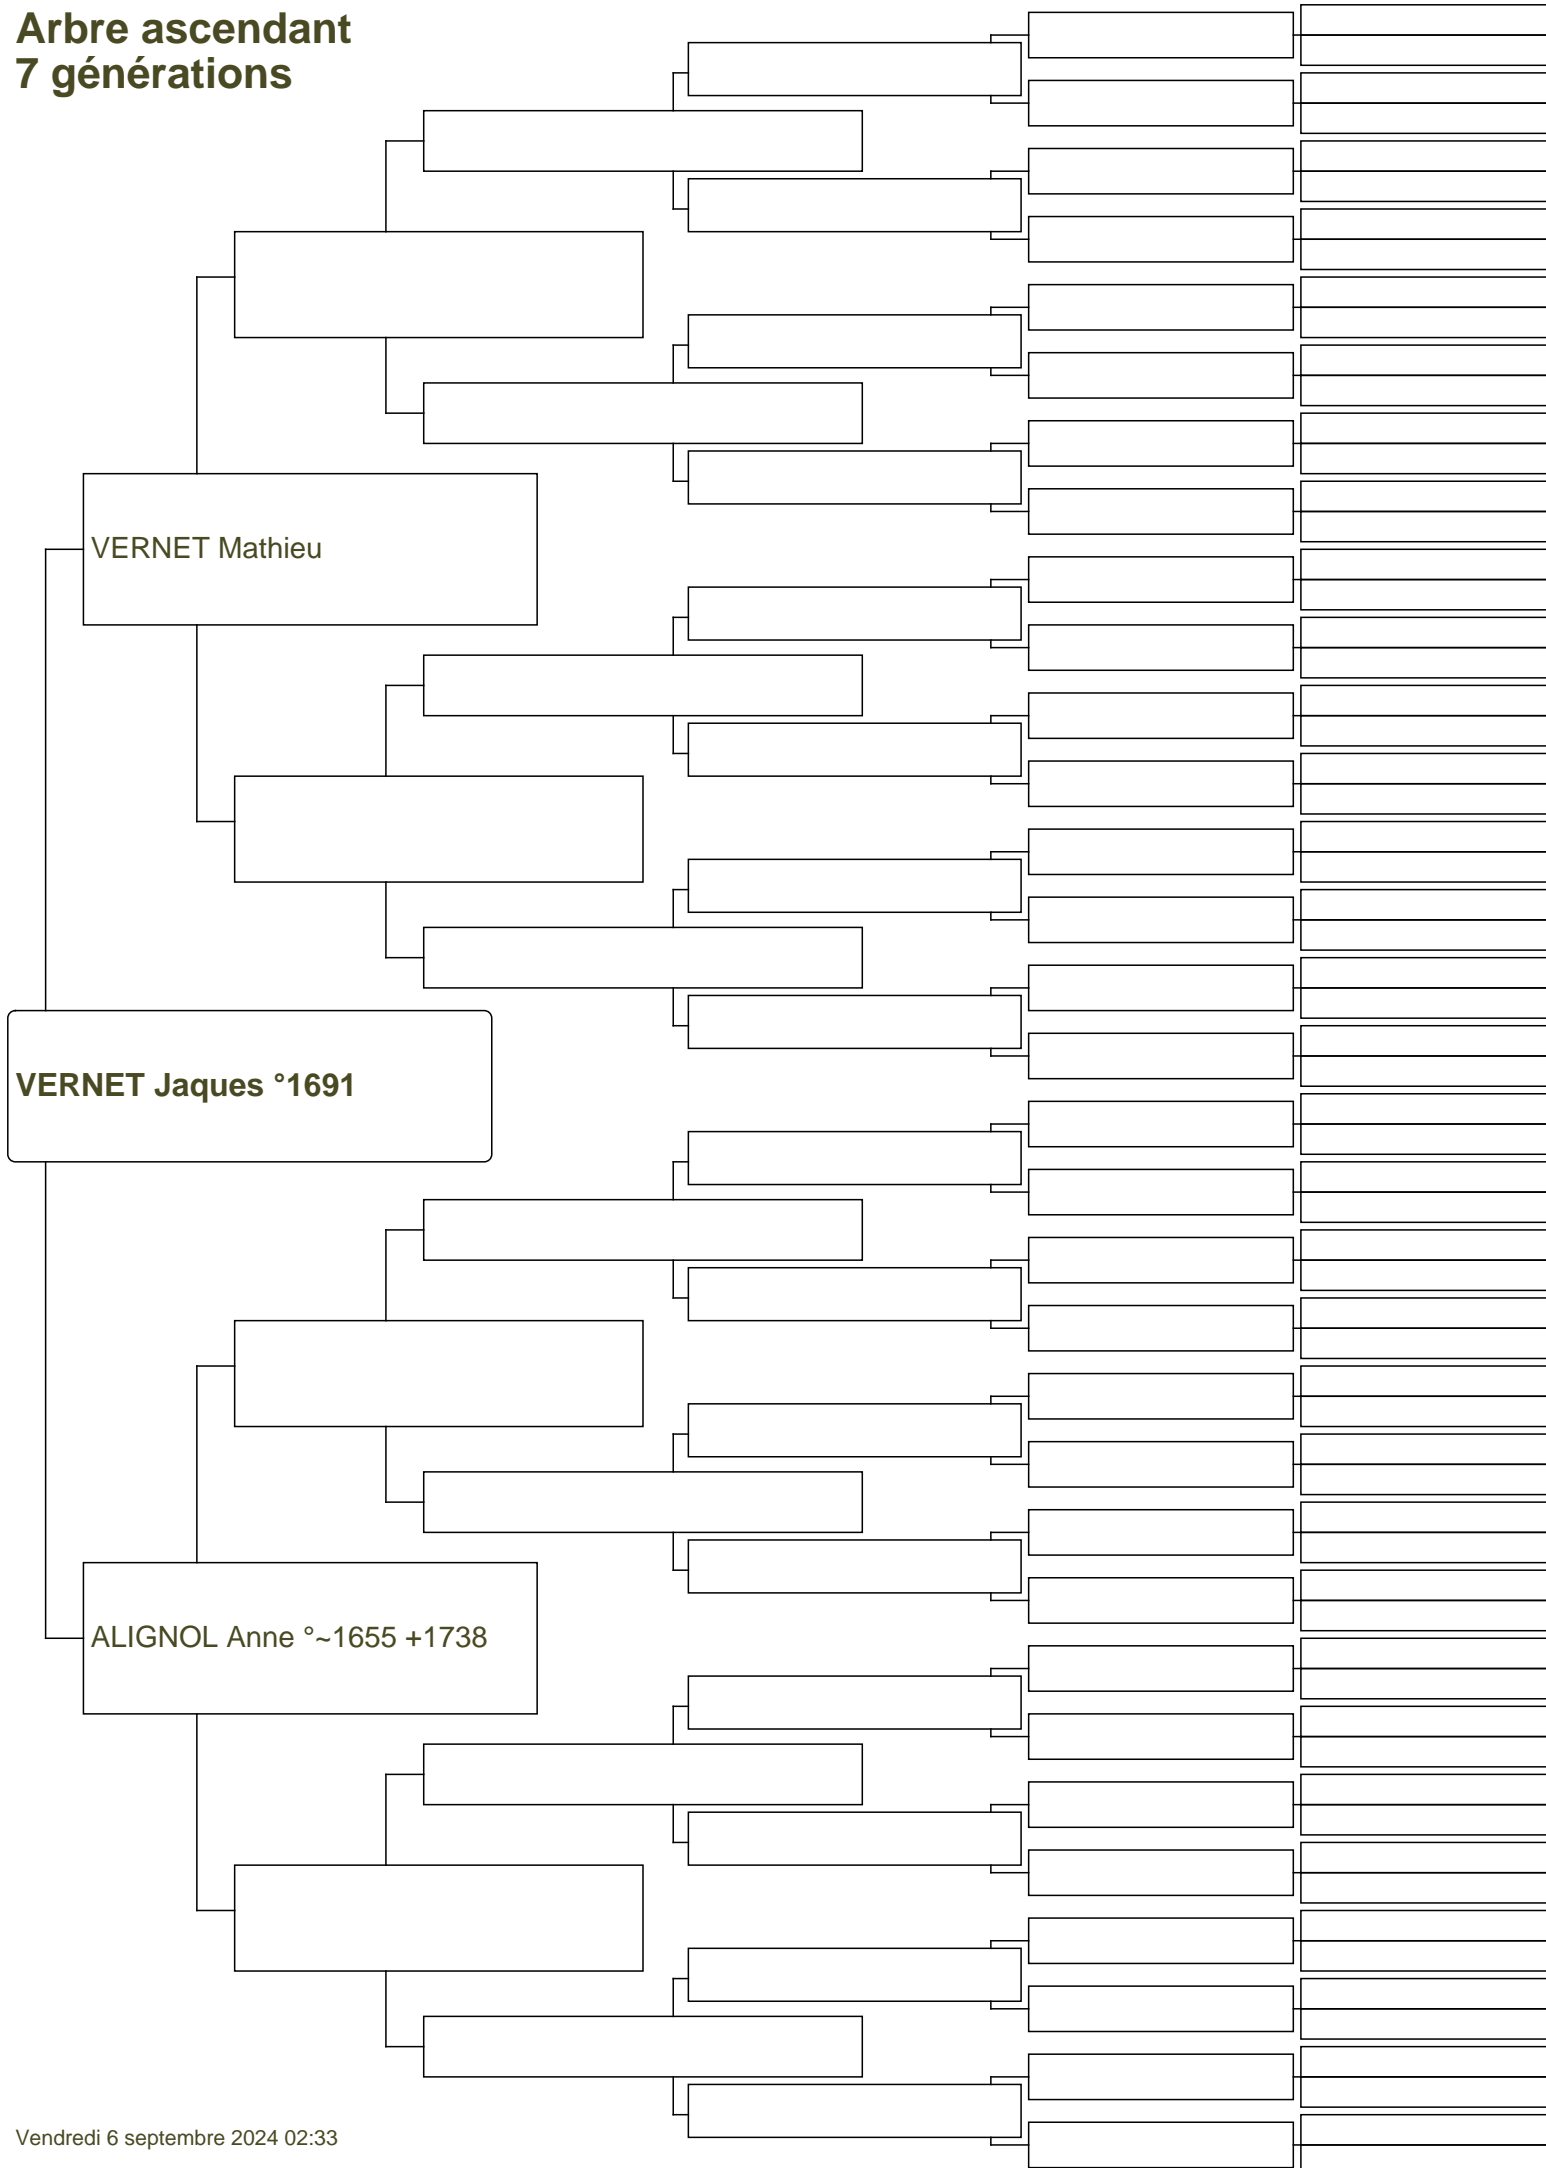 Arbre ascendant
7 générations
VERNET Mathieu
VERNET Jaques °1691
ALIGNOL Anne °~1655 +1738
Vendredi 6 septembre 2024 02:33